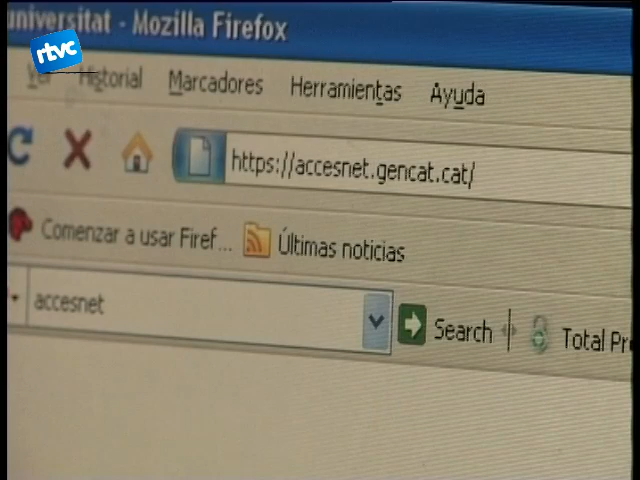 universitat - Mozilla Firefox
rtvc
Ver Historial Marcadores Herramientas Ayuda
https://accesnet.gencat.cat/
Comenzar a usar Firef... Últimas noticias
accesnet Search Total Pr